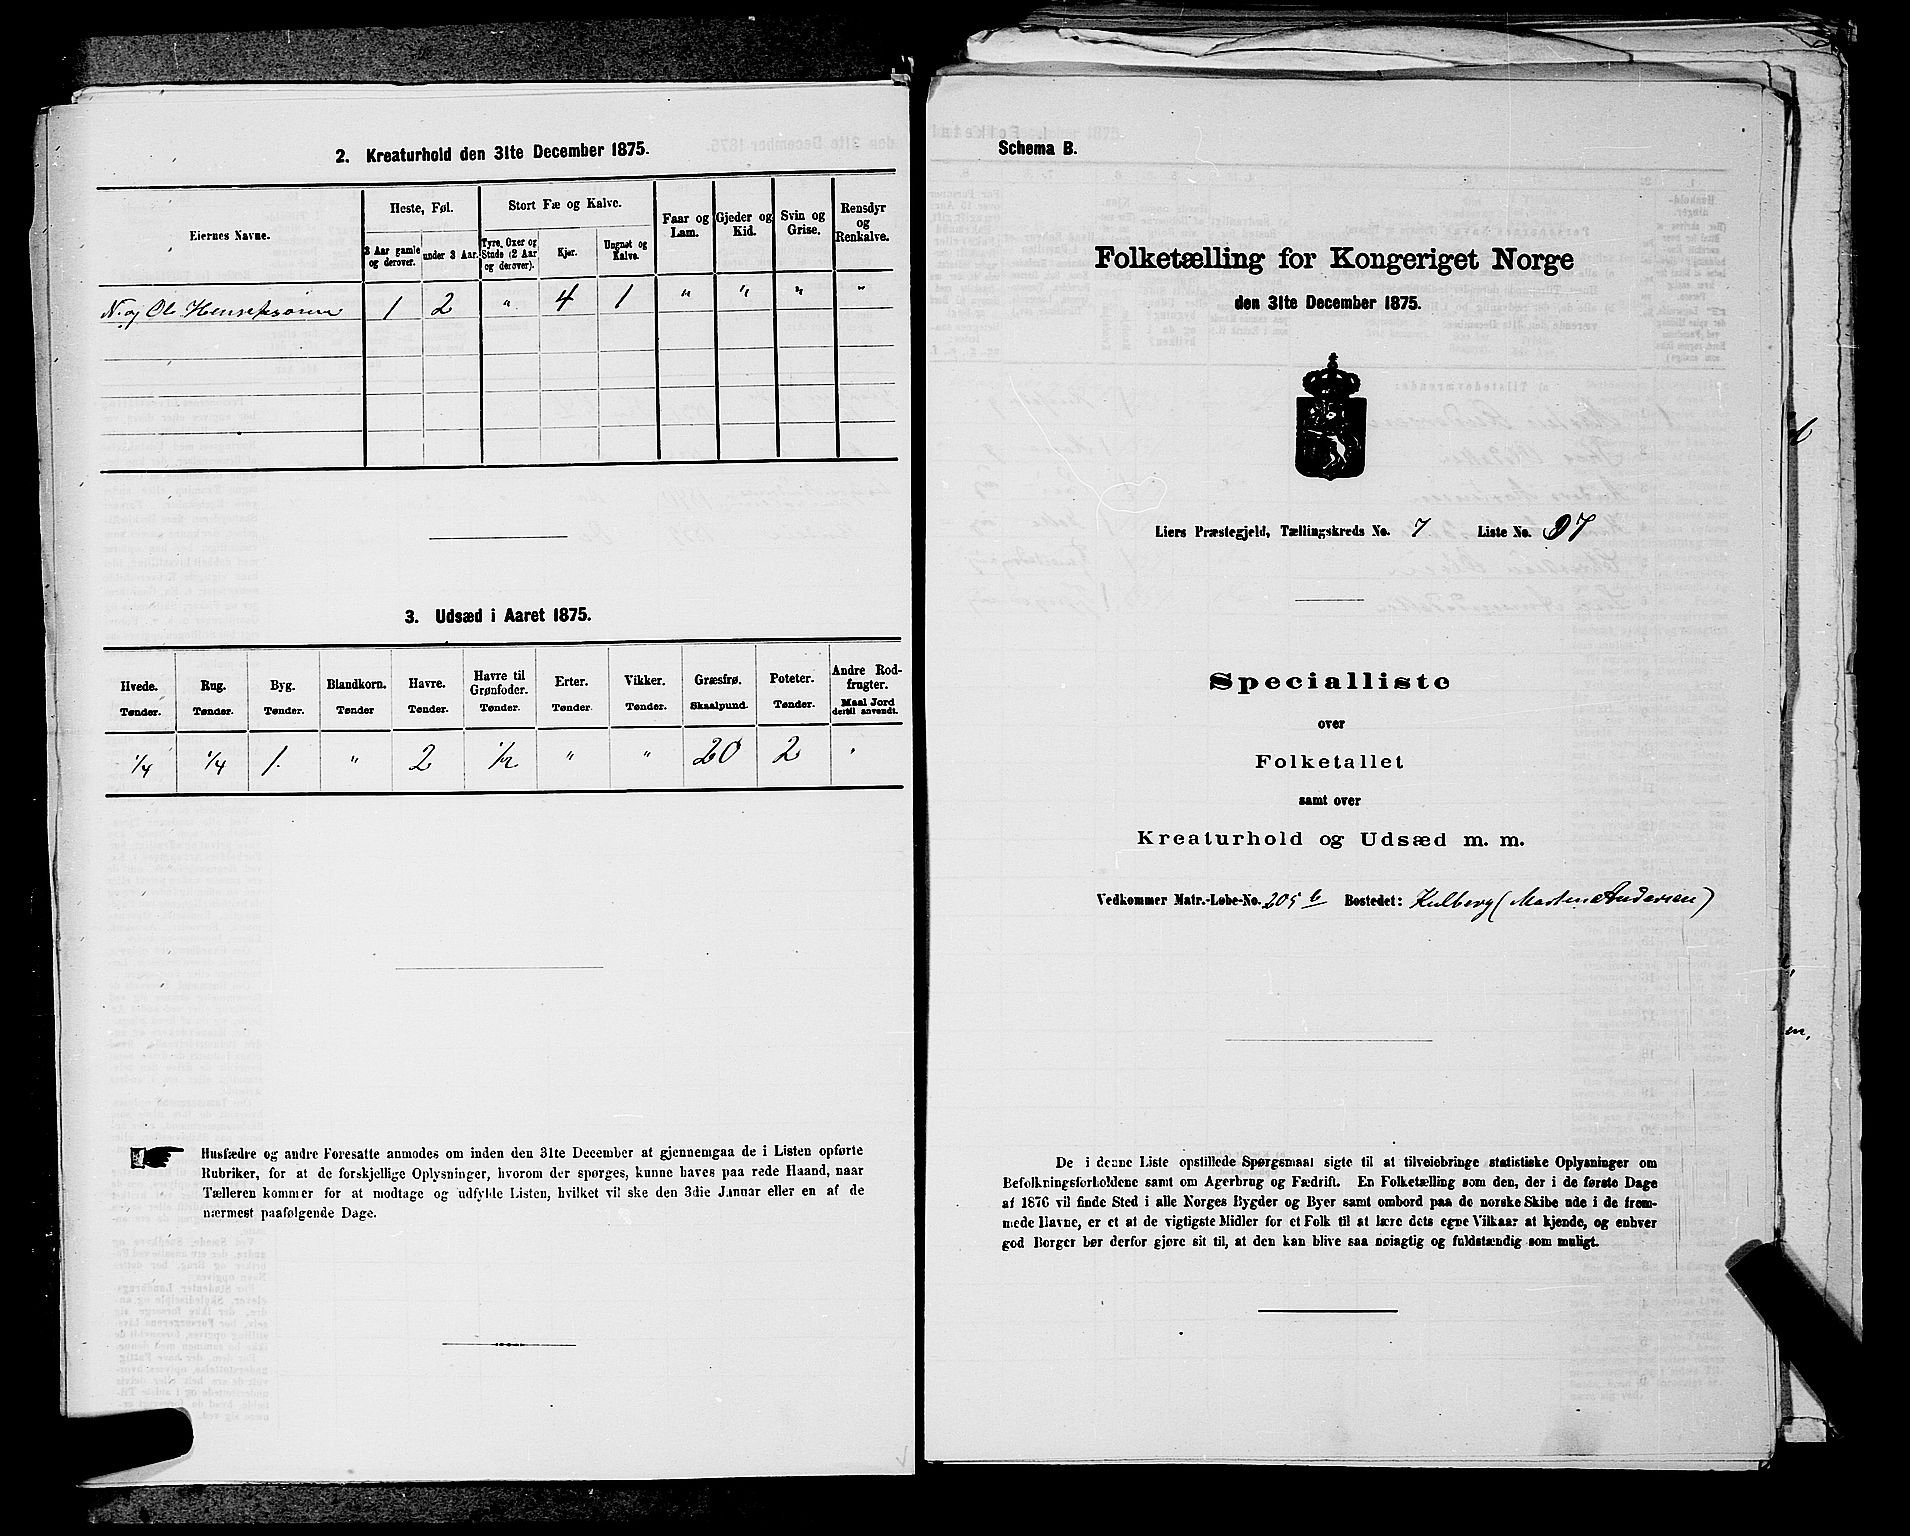 2. Kreaturhold den 31te December 1875.
Eiernes Navne.
Heste, Føl.
Stort Fæ og Kalve.
Faar og Lam.
Gjeder og Kid.
Svin og Grise.
Rensdyr og Renkalve.
3 Aar gamle og derover.
under 3 Aar.
Tyre, Oxer og Stude (2 Aar og derover).
Kjør.
Ungnøt og Kalve.
N. og Ole 1 2 " 4 1 " " " "
3. Udsæd i Aaret 1875.
Hvede. Rug. Byg. Blandkorn. Havre. Havre til Grønfoder. Erter. Vikker. Græsfrø. Poteter. Andre Rodfrugter.
Tønder. Tønder. Tønder. Tønder Tønder. Tønder. Tønder. Tønder. Skaalpund. Tønder. Maal Jord dertil anvendt.
1/4 1/4 1. " 2 1/2 " " 20 2 "
Husfædre og andre Foresatte anmodes om inden den 31te December at gjennemgaa de i Listen opførte
Rubriker, for at de forskjellige Oplysninger, hvorom der spørges, kunne haves paa rede Haand, naar
Tælleren kommer for at modtage og udfylde Listen, hvilket vil ske den 3die Januar eller en af de
nærmest paafølgende Dage.
Schema B.
Folketælling for Kongeriget Norge
den 31te December 1875.
Liers Præstegjeld, Tællingskreds No. 7 Liste No. 97
Specialliste
over
Folketallet
samt over
Kreaturhold og Udsæd m. m.
Vedkommer Matr.-Løbe-No. 205 b Bostedet: Kulberg (Marten Andersen)
De i denne Liste opstillede Spørgsmaal sigte til at tilveiebringe statistiske Oplysninger om
Befolkningsforholdene samt om Agerbrug og Fædrift. En Folketælling som den, der i de første Dage
af 1876 vil finde Sted i alle Norges Bygder og Byer samt ombord paa de norske Skibe ude i de frem-
mede Havne, er et af de vigtigste Midler for et Folk til at lære dets egne Vilkaar at kjende, og enhver
god Borger bør derfor gjøre sit til, at den kan blive saa nøiagtig og fuldstændig som muligt.